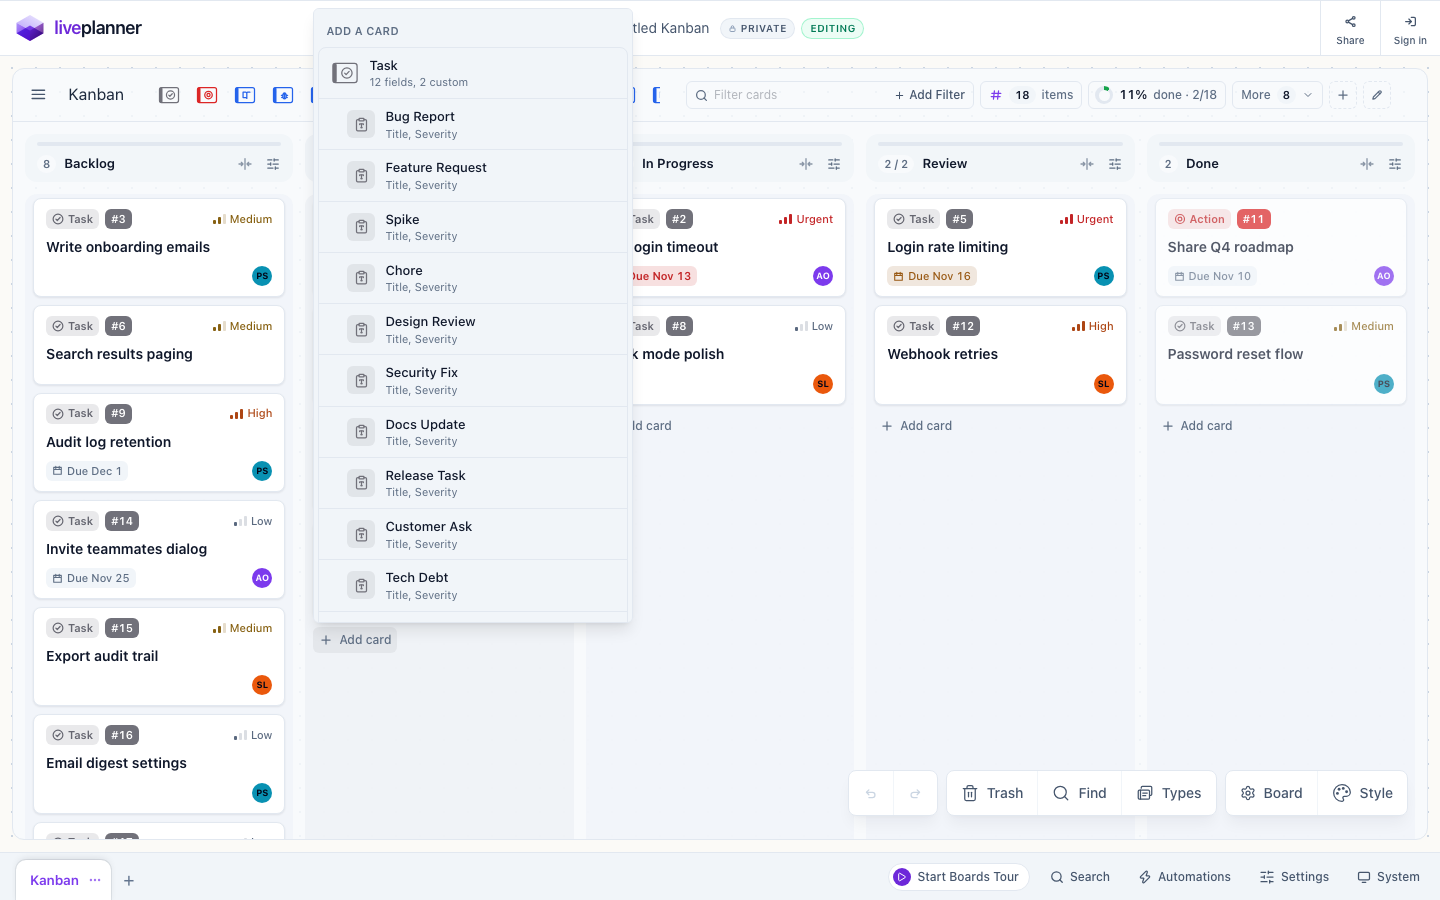 liveplanner
tled Kanban
PRIVATE
EDITING
Share
Sign in
Kanban
Filter cards
+ Add Filter
# 18 items
11% done · 2/18
More 8
ADD A CARD
Task
12 fields, 2 custom
Bug Report
Title, Severity
Feature Request
Title, Severity
Spike
Title, Severity
Chore
Title, Severity
Design Review
Title, Severity
Security Fix
Title, Severity
Docs Update
Title, Severity
Release Task
Title, Severity
Customer Ask
Title, Severity
Tech Debt
Title, Severity
+ Add card
8 Backlog
Task #3 Medium
Write onboarding emails
PS
Task #6 Medium
Search results paging
Task #9 High
Audit log retention
Due Dec 1 PS
Task #14 Low
Invite teammates dialog
Due Nov 25 AO
Task #15 Medium
Export audit trail
SL
Task #16 Low
Email digest settings
PS
In Progress
Task #2 Urgent
ogin timeout
Due Nov 13 AO
Task #8 Low
k mode polish
SL
dd card
2 / 2 Review
Task #5 Urgent
Login rate limiting
Due Nov 16 PS
Task #12 High
Webhook retries
SL
+ Add card
2 Done
Action #11
Share Q4 roadmap
Due Nov 10 AO
Task #13 Medium
Password reset flow
PS
+ Add card
Trash
Find
Types
Board
Style
Kanban ...
+
Start Boards Tour
Search
Automations
Settings
System